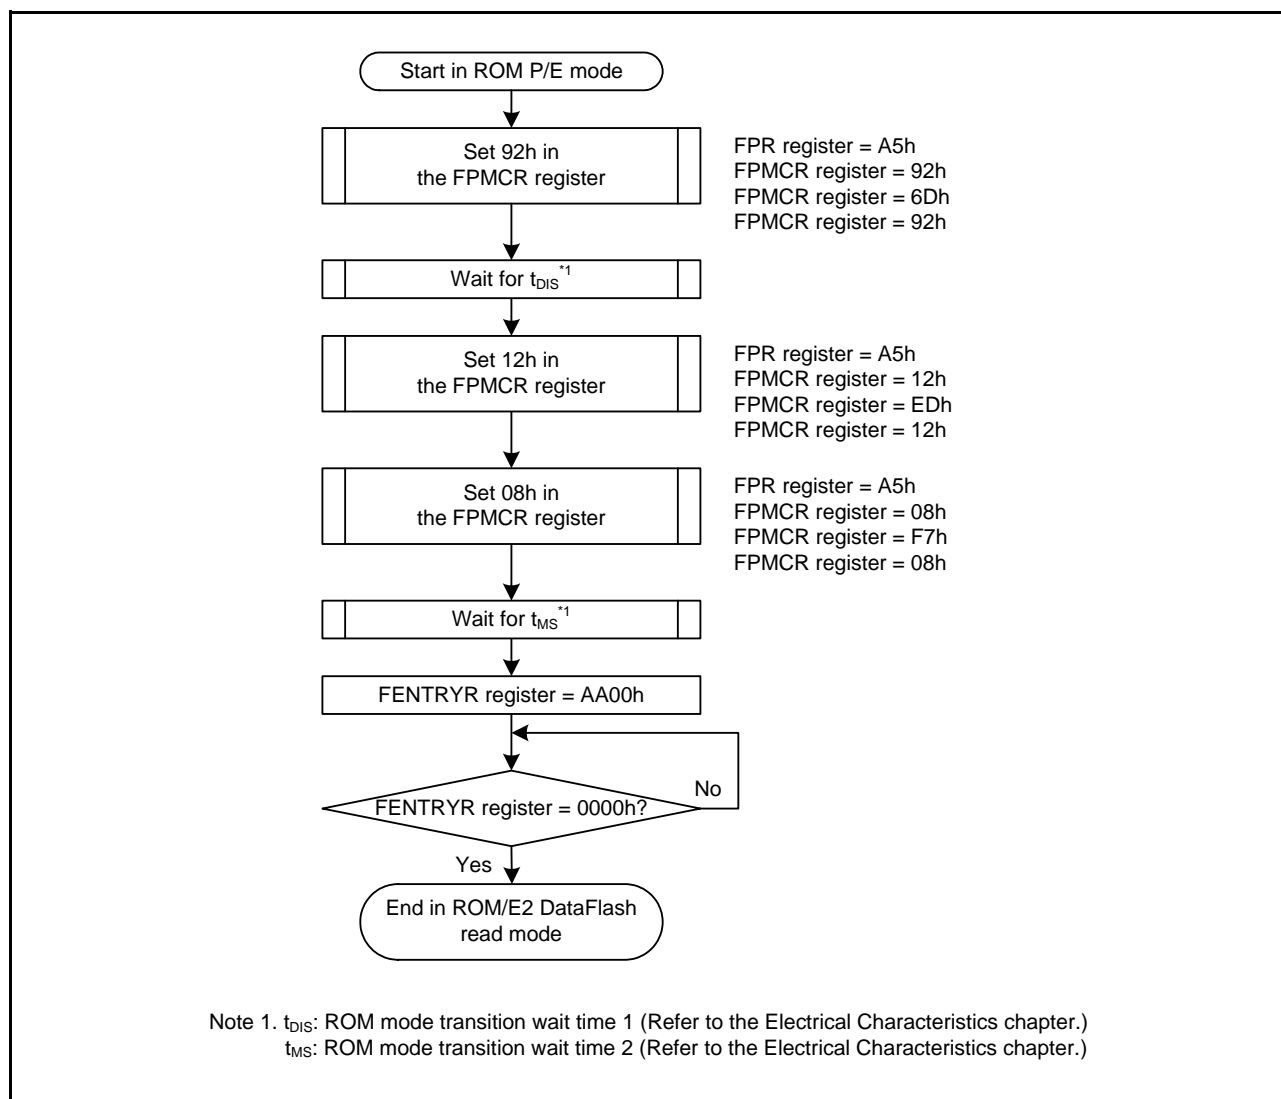 Start in ROM P/E mode
Set 92h in
the FPMCR register
FPR register = A5h
FPMCR register = 92h
FPMCR register = 6Dh
FPMCR register = 92h
Wait for tDIS*1
Set 12h in
the FPMCR register
FPR register = A5h
FPMCR register = 12h
FPMCR register = EDh
FPMCR register = 12h
Set 08h in
the FPMCR register
FPR register = A5h
FPMCR register = 08h
FPMCR register = F7h
FPMCR register = 08h
Wait for tMS*1
FENTRYR register = AA00h
FENTRYR register = 0000h?
No
Yes
End in ROM/E2 DataFlash
read mode
Note 1. tDIS: ROM mode transition wait time 1 (Refer to the Electrical Characteristics chapter.)
tMS: ROM mode transition wait time 2 (Refer to the Electrical Characteristics chapter.)